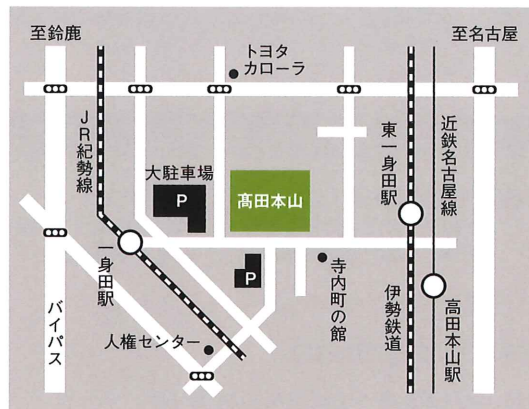 至鈴鹿
トヨタ
カローラ
至名古屋
JR紀勢線
大駐車場
P
髙田本山
東一身田駅
近鉄名古屋線
一身田駅
P
寺内町の館
バイパス
人権センター
伊勢鉄道
高田本山駅